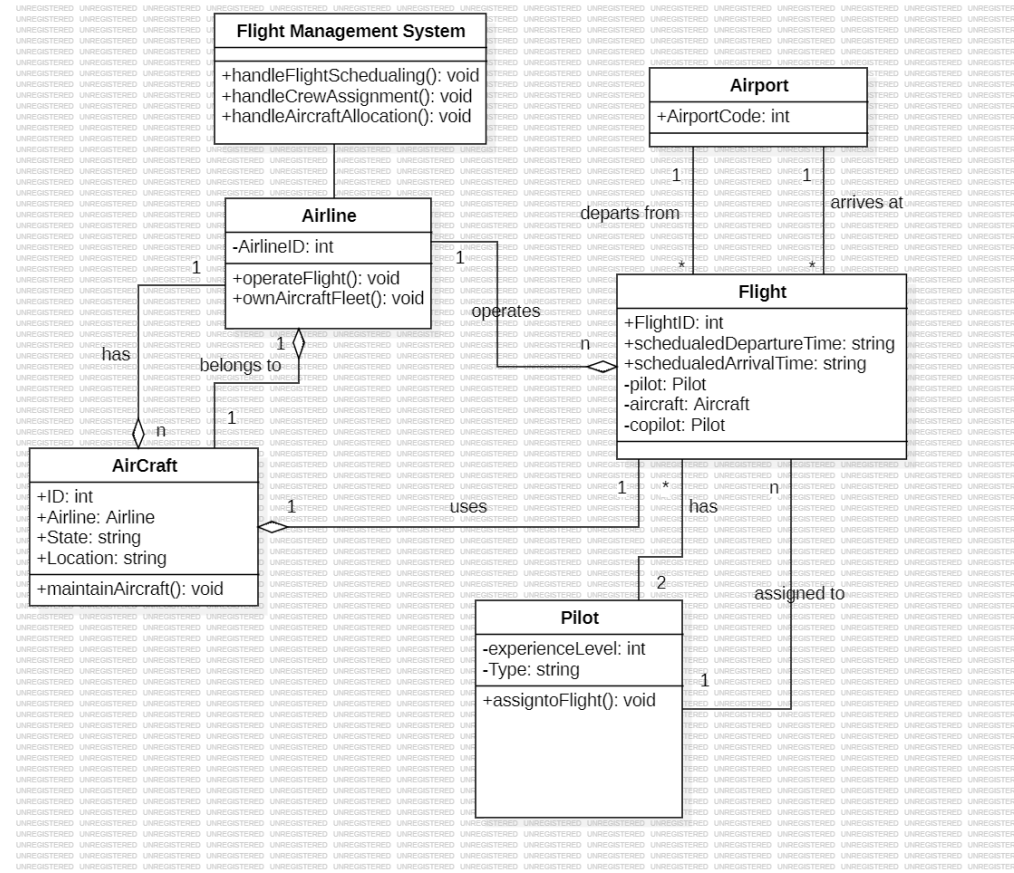 Flight Management System
+handleFlightSchedualing(): void
+handleCrewAssignment(): void
+handleAircraftAllocation(): void
Airport
+AirportCode: int
1
1
departs from
arrives at
*
*
Airline
-AirlineID: int
+operateFlight(): void
+ownAircraftFleet(): void
1
1
operates
n
has
1
belongs to
1
n
Flight
+FlightID: int
+schedualedDepartureTime: string
+schedualedArrivalTime: string
-pilot: Pilot
-aircraft: Aircraft
-copilot: Pilot
AirCraft
+ID: int
+Airline: Airline
+State: string
+Location: string
+maintainAircraft(): void
1
uses
1
*
has
n
2
assigned to
1
Pilot
-experienceLevel: int
-Type: string
+assigntoFlight(): void
UNREGISTERED